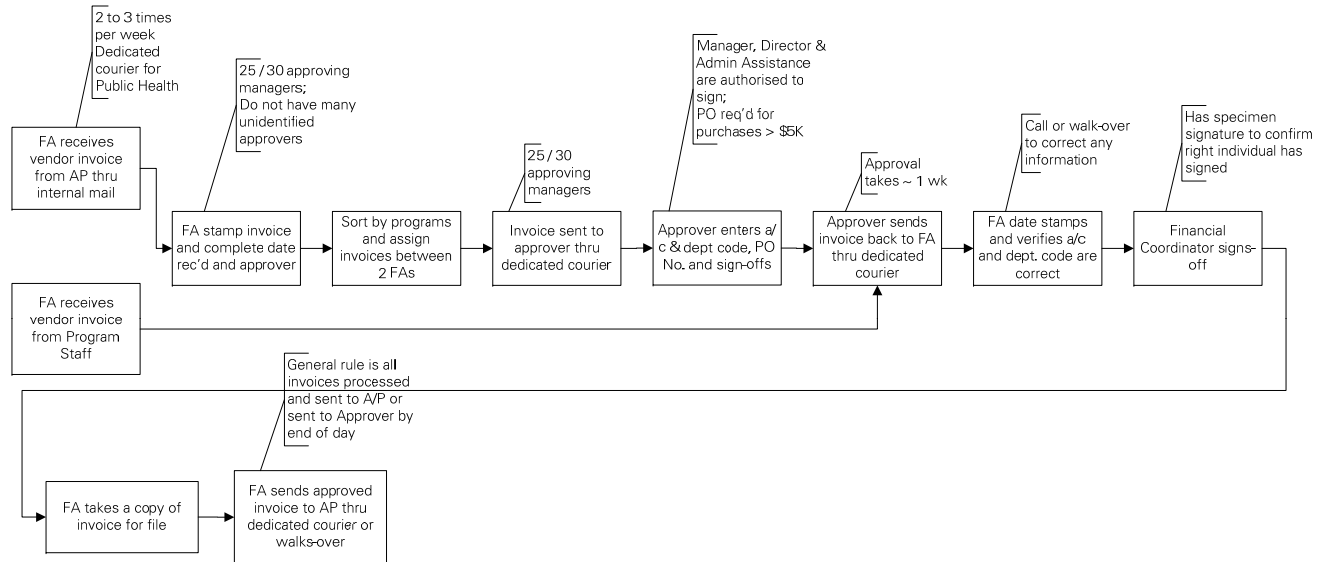 2 to 3 times
per week
Dedicated
courier for
Public Health
25 / 30 approving
managers;
Do not have many
unidentified
approvers
Manager, Director &
Admin Assistance
are authorised to
sign;
PO req'd for
purchases > $5K
Has specimen
signature to confirm
right individual has
signed
Call or walk-over
to correct any
information
25 / 30
approving
managers
Approval
takes ~ 1 wk
FA receives
vendor invoice
from AP thru
internal mail
FA stamp invoice
and complete date
rec'd and approver
Sort by programs
and assign
invoices between
2 FAs
Invoice sent to
approver thru
dedicated courier
Approver enters a/
c & dept code, PO
No. and sign-offs
Approver sends
invoice back to FA
thru dedicated
courier
FA date stamps
and verifies a/c
and dept. code are
correct
Financial
Coordinator signs-
off
FA receives
vendor invoice
from Program
Staff
General rule is all
invoices processed
and sent to A/P or
sent to Approver by
end of day
FA takes a copy of
invoice for file
FA sends approved
invoice to AP thru
dedicated courier or
walks-over